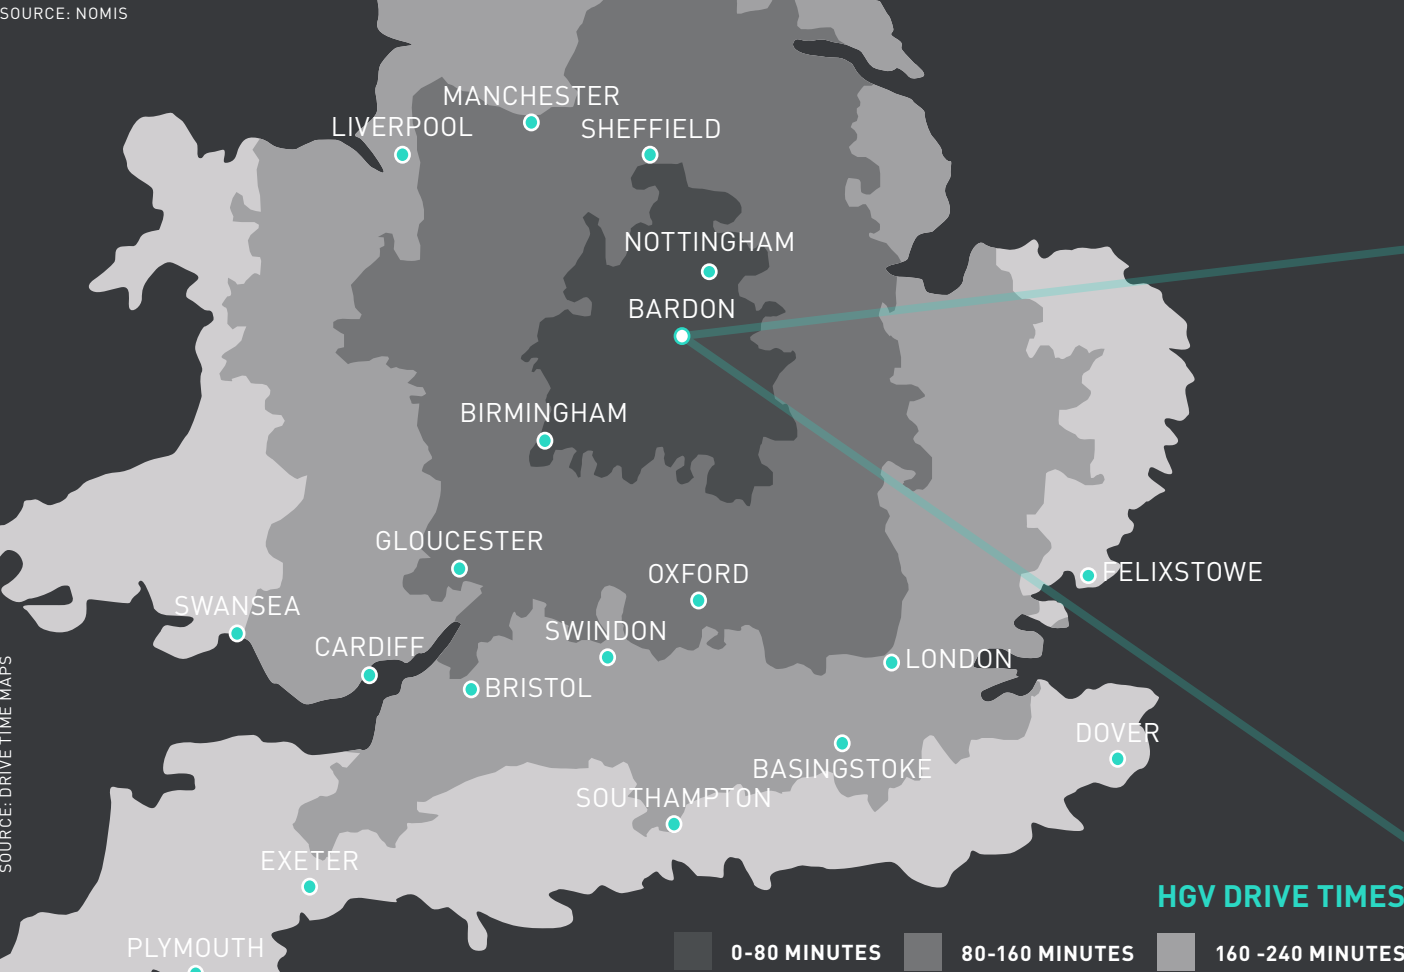 SOURCE: NOMIS
MANCHESTER
LIVERPOOL
SHEFFIELD
NOTTINGHAM
BARDON
BIRMINGHAM
GLOUCESTER
OXFORD
FELIXSTOWE
SWANSEA
SWINDON
CARDIFF
LONDON
BRISTOL
SOURCE: DRIVE TIME MAPS
DOVER
BASINGSTOKE
SOUTHAMPTON
EXETER
HGV DRIVE TIMES
PLYMOUTH
0-80 MINUTES
80-160 MINUTES
160 -240 MINUTES